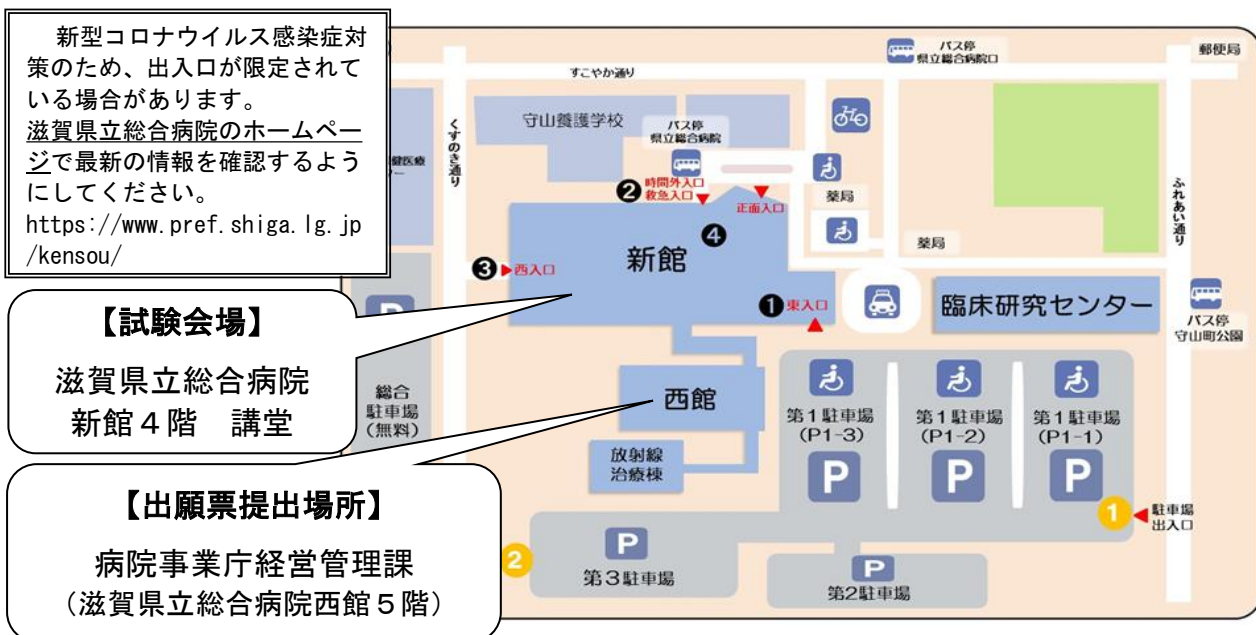 新型コロナウイルス感染症対
策のため、出入口が限定されて
いる場合があります。
滋賀県立総合病院のホームペー
ジで最新の情報を確認するよう
にしてください。
https://www.pref.shiga.lg.jp
/kensou/
バス停
県立総合病院口
郵便局
すこやか通り
くすのき通り
守山養護学校
バス停
県立総合病院
健医療
ー
❷
時間外入口
救急入口
正面入口
薬局
薬局
ふれあい通り
❹
新館
❸
西入口
❶
東入口
臨床研究センター
バス停
守山町公園
【試験会場】
滋賀県立総合病院
新館4階 講堂
P
総合
駐車場
(無料)
西館
放射線
治療棟
第1駐車場
(P1-3)
P
第1駐車場
(P1-2)
P
第1駐車場
(P1-1)
P
1
駐車場
出入口
【出願票提出場所】
病院事業庁経営管理課
(滋賀県立総合病院西館5階)
2
P
第3駐車場
P
第2駐車場